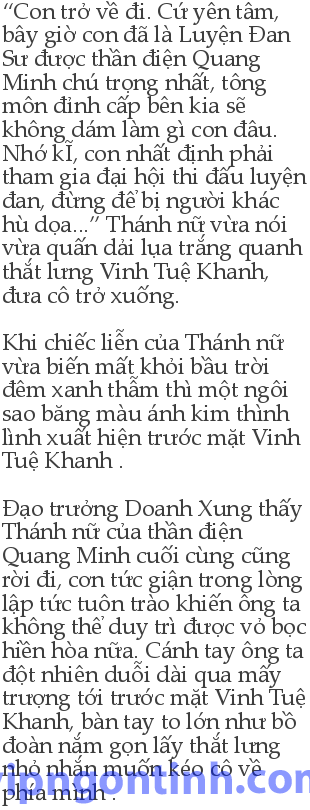 “Con trở về đi. Cứ yên tâm,
bây giờ con đã là Luyện Đan
Sư được thần điện Quang
Minh chú trọng nhất, tông
môn đỉnh cấp bên kia sẽ
không dám làm gì con đâu.
Nhớ kĨ, con nhất định phải
tham gia đại hội thi đấu luyện
đan, đừng để bị người khác
hù dọa...” Thánh nữ vừa nói
vừa quấn dải lụa trắng quanh
thắt lưng Vinh Tuệ Khanh,
đưa cô trở xuống.
Khi chiếc liễn của Thánh nữ
vừa biến mất khỏi bầu trời
đêm xanh thẫm thì một ngôi
sao băng màu ánh kim thình
lình xuất hiện trước mặt Vinh
Tuệ Khanh .
Đạo trưởng Doanh Xung thấy
Thánh nữ của thần điện
Quang Minh cuối cùng cũng
rời đi, cơn tức giận trong lòng
lập tức tuôn trào khiến ông ta
không thể duy trì được vỏ bọc
hiền hòa nữa. Cánh tay ông ta
đột nhiên duỗi dài qua mấy
trượng tới trước mặt Vinh Tuệ
Khanh, bàn tay to lớn như bồ
đoàn nắm gọn lấy thắt lưng
nhỏ nhắn muốn kéo cô về
phía mình .